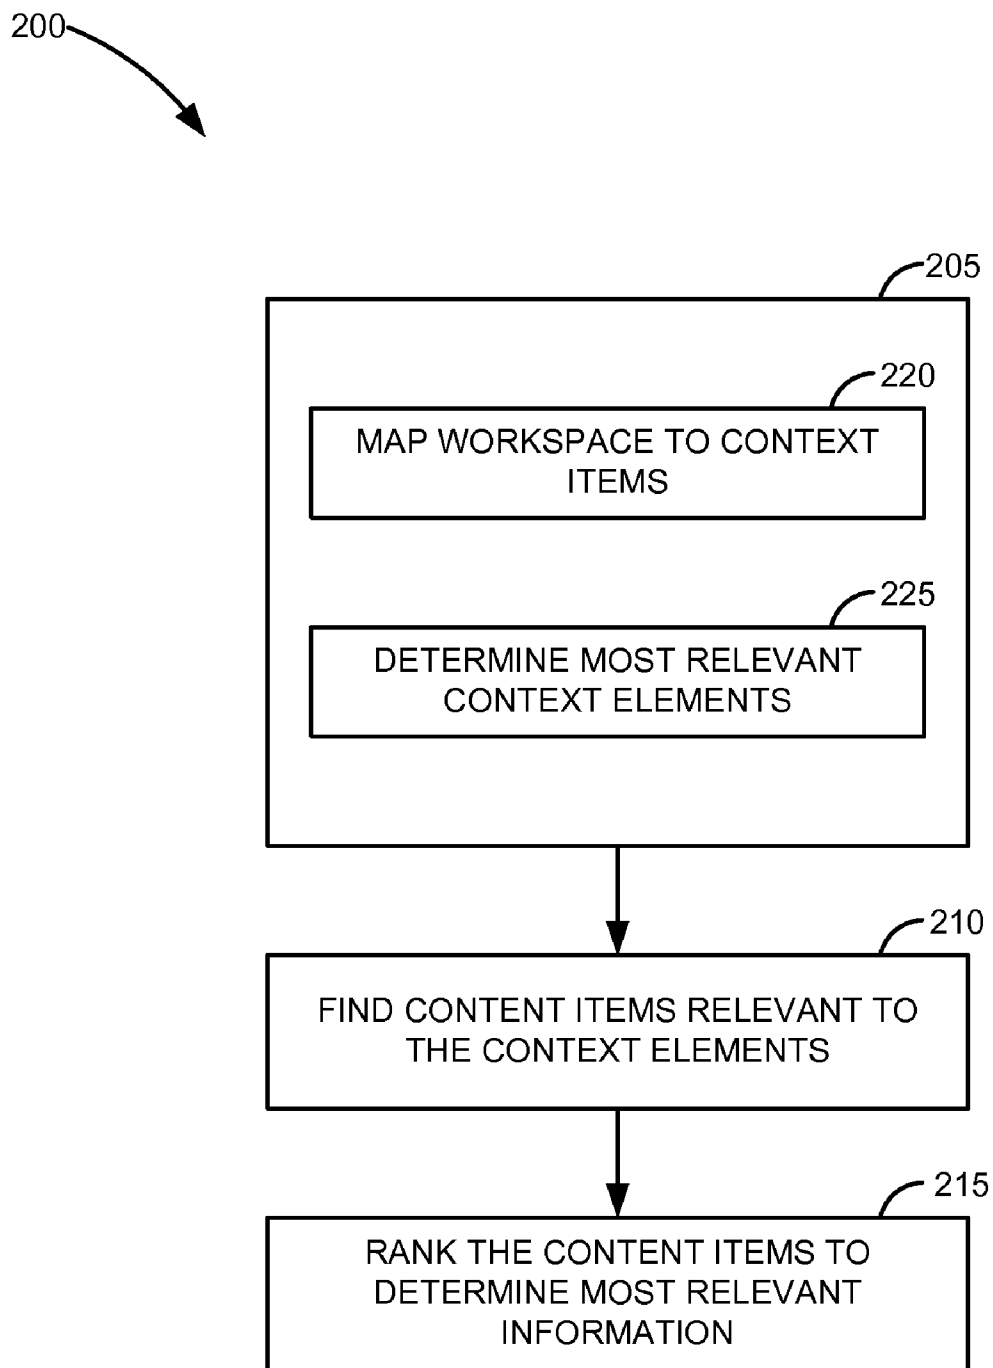 200
205
220
MAP WORKSPACE TO CONTEXT
ITEMS
225
DETERMINE MOST RELEVANT
CONTEXT ELEMENTS
210
FIND CONTENT ITEMS RELEVANT TO
THE CONTEXT ELEMENTS
215
RANK THE CONTENT ITEMS TO
DETERMINE MOST RELEVANT
INFORMATION